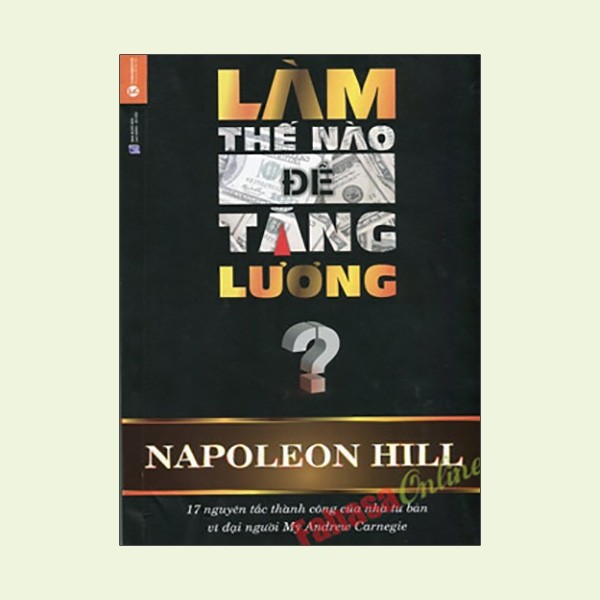 LÀM
THẾ NÀO
ĐỂ
TĂNG
LƯƠNG
?
NAPOLEON HILL
17 nguyên tắc thành công của nhà tư bản
vĩ đại người Mỹ Andrew Carnegie
Fahasa Online